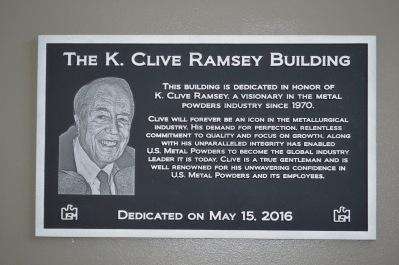 THE K. CLIVE RAMSEY BUILDING
THIS BUILDING IS DEDICATED IN HONOR OF
K. CLIVE RAMSEY, A VISIONARY IN THE METAL
POWDERS INDUSTRY SINCE 1970.
CLIVE WILL FOREVER BE AN ICON IN THE METALLURGICAL
INDUSTRY. HIS DEMAND FOR PERFECTION, RELENTLESS
COMMITMENT TO QUALITY AND FOCUS ON GROWTH, ALONG
WITH HIS UNPARALLELED INTEGRITY HAS ENABLED
U.S. METAL POWDERS TO BECOME THE GLOBAL INDUSTRY
LEADER IT IS TODAY. CLIVE IS A TRUE GENTLEMAN AND IS
WELL RENOWNED FOR HIS UNWAVERING CONFIDENCE IN
U.S. METAL POWDERS AND ITS EMPLOYEES.
DEDICATED ON MAY 15, 2016